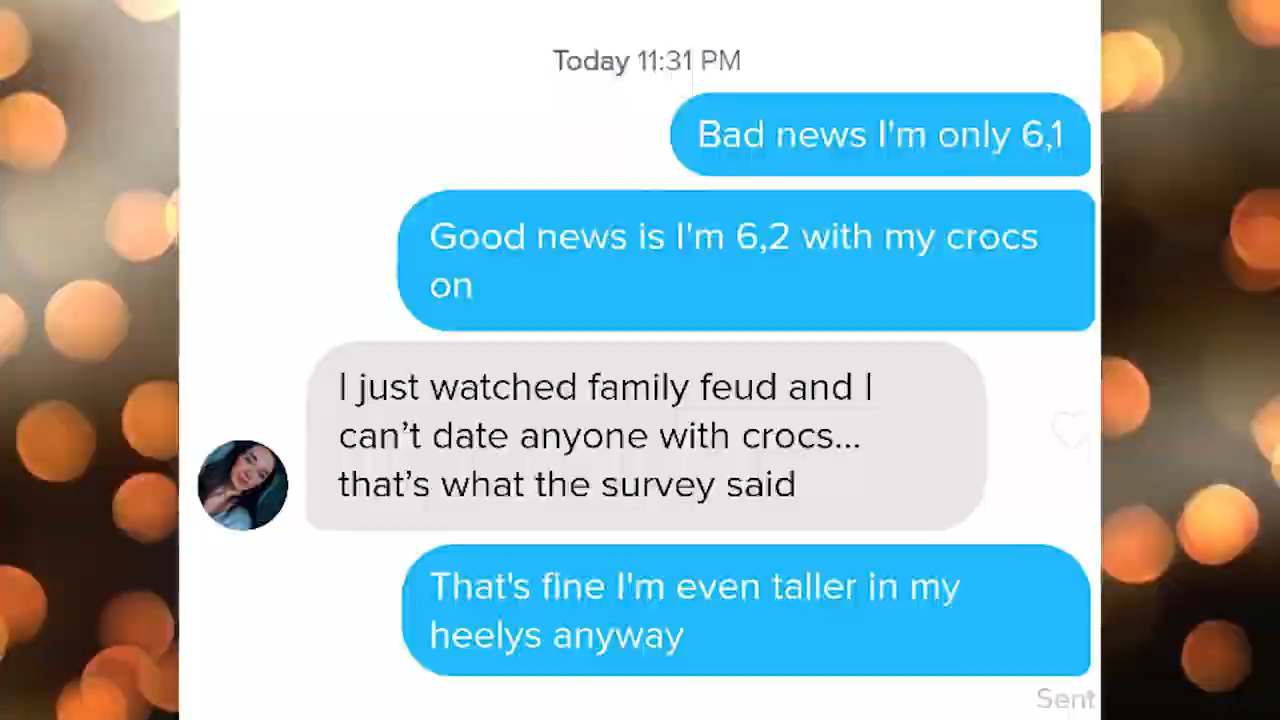 Today 11:31 PM
Bad news I'm only 6,1
Good news is I'm 6,2 with my crocs
on
I just watched family feud and I
can’t date anyone with crocs...
that’s what the survey said
That's fine I'm even taller in my
heelys anyway
Sent